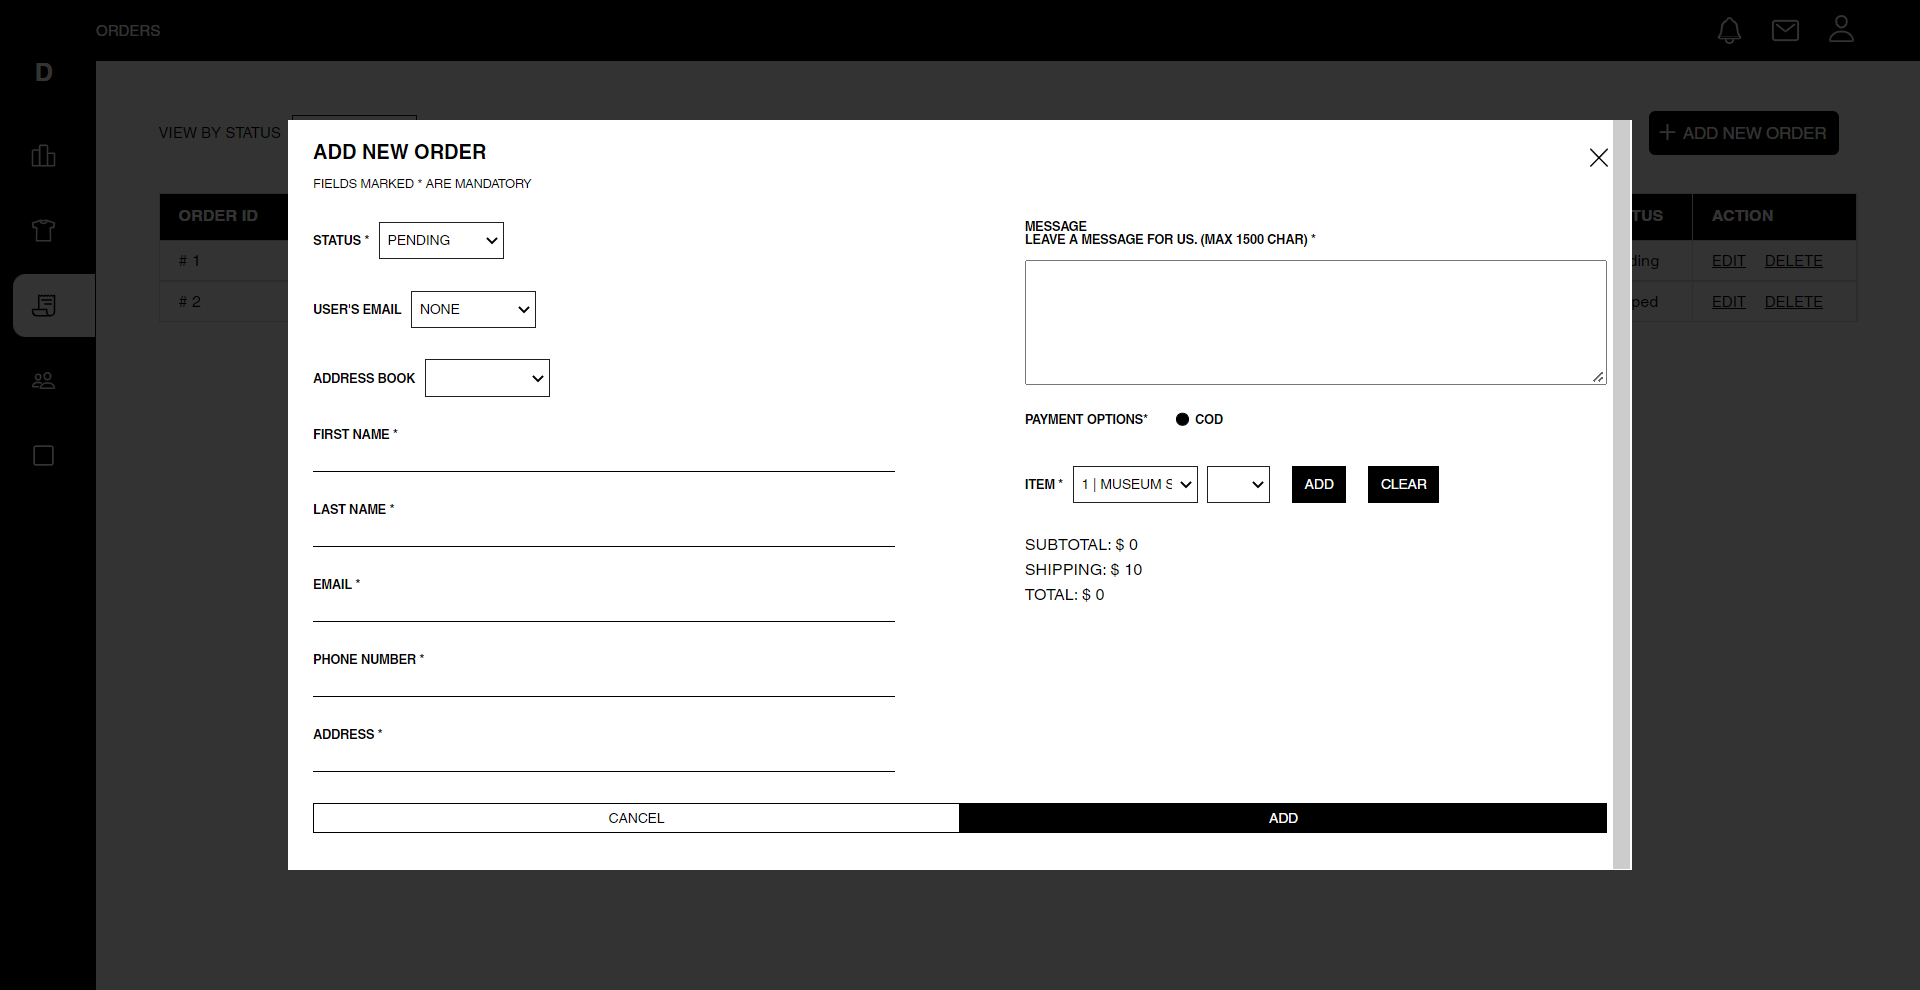 ORDERS
D
VIEW BY STATUS
ADD NEW ORDER
ORDER ID
TUS
ACTION
# 1
ding
EDIT
DELETE
# 2
ped
EDIT
DELETE
ADD NEW ORDER
FIELDS MARKED * ARE MANDATORY
STATUS *
PENDING
USER'S EMAIL
NONE
ADDRESS BOOK
FIRST NAME *
LAST NAME *
EMAIL *
PHONE NUMBER *
ADDRESS *
MESSAGE
LEAVE A MESSAGE FOR US. (MAX 1500 CHAR) *
PAYMENT OPTIONS*
COD
ITEM *
1 | MUSEUM S
ADD
CLEAR
SUBTOTAL: $ 0
SHIPPING: $ 10
TOTAL: $ 0
CANCEL
ADD